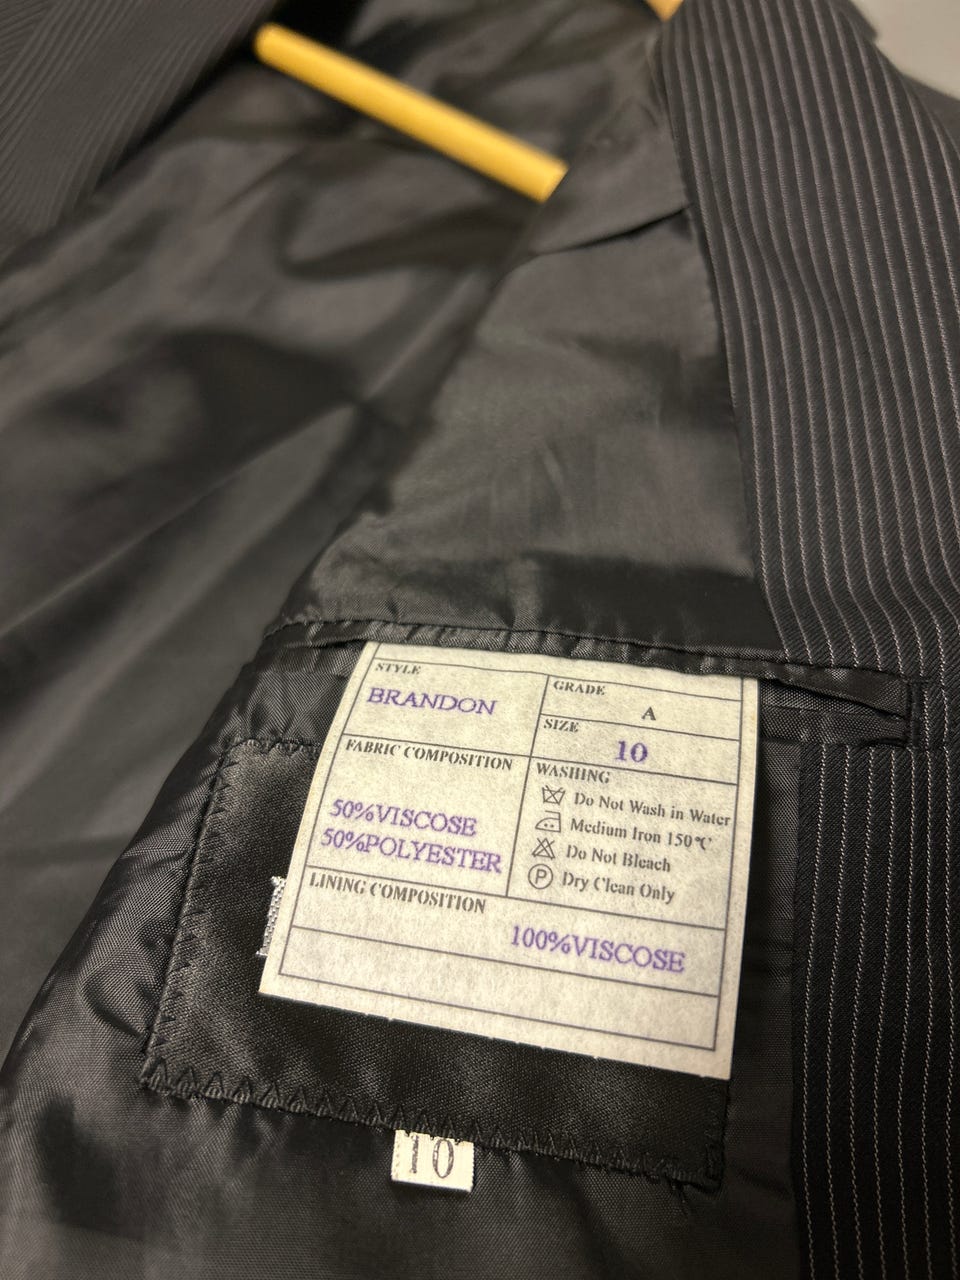 STYLE
BRANDON
GRADE
A
SIZE
10
FABRIC COMPOSITION
50%VISCOSE
50%POLYESTER
WASHING
Do Not Wash in Water
Medium Iron 150℃
Do Not Bleach
P Dry Clean Only
LINING COMPOSITION
100%VISCOSE
10